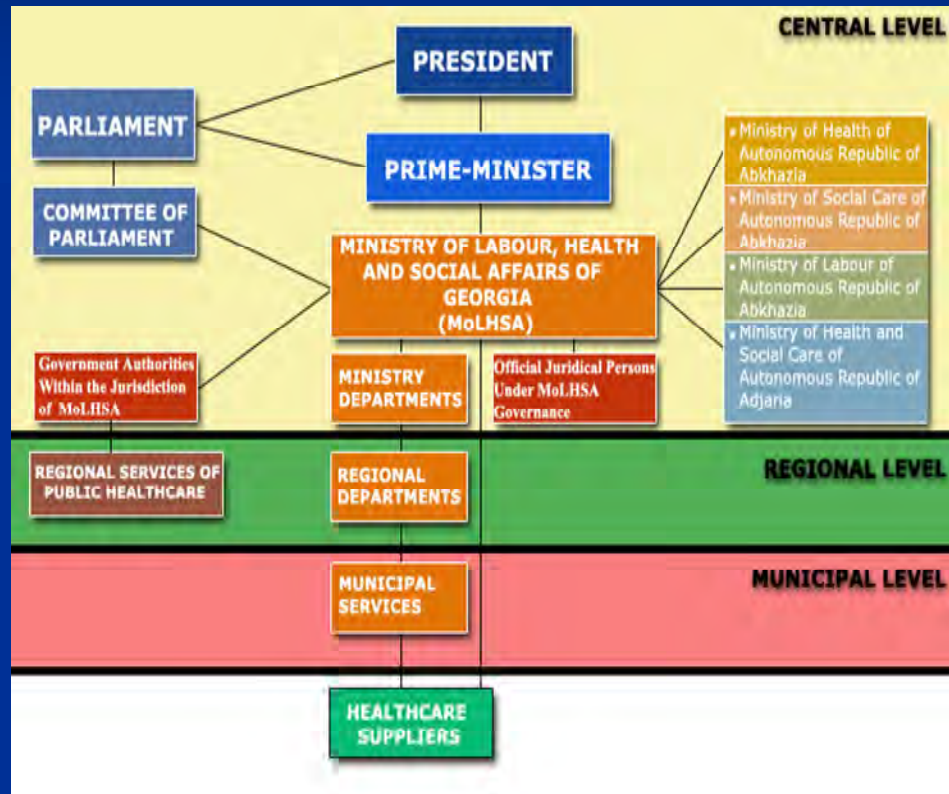 CENTRAL LEVEL
PRESIDENT
PARLIAMENT
PRIME-MINISTER
COMMITTEE OF
PARLIAMENT
MINISTRY OF LABOUR, HEALTH
AND SOCIAL AFFAIRS OF
GEORGIA
(MoLHSA)
▪ Ministry of Health of
Autonomous Republic of
Abkhazia
▪ Ministry of Social Care of
Autonomous Republic of
Abkhazia
▪ Ministry of Labour of
Autonomous Republic of
Abkhazia
▪ Ministry of Health and
Social Care of
Autonomous Republic of
Adjaria
Government Authorities
Within the Jurisdiction
of MoLHSA
MINISTRY
DEPARTMENTS
Official Juridical Persons
Under MoLHSA
Governance
REGIONAL LEVEL
REGIONAL SERVICES OF
PUBLIC HEALTHCARE
REGIONAL
DEPARTMENTS
MUNICIPAL LEVEL
MUNICIPAL
SERVICES
HEALTHCARE
SUPPLIERS